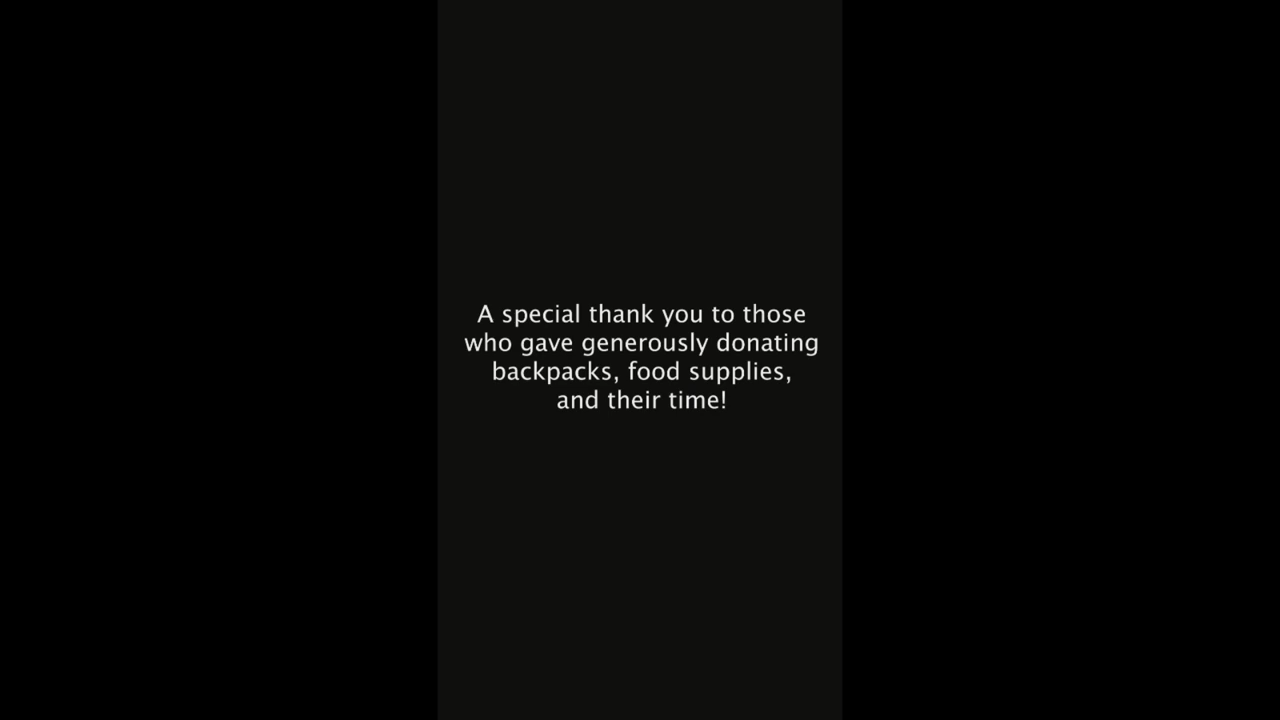 A special thank you to those
who gave generously donating
backpacks, food supplies,
and their time!